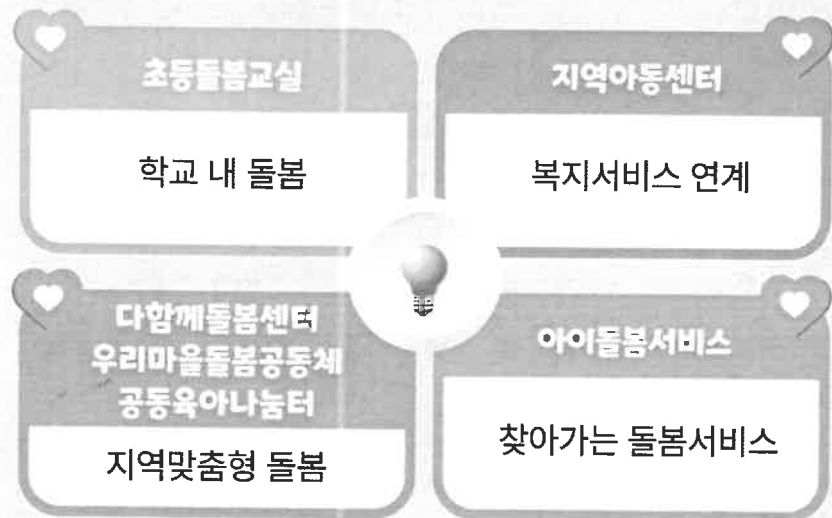 초등돌봄교실
학교 내 돌봄
지역아동센터
복지서비스 연계
다함께돌봄센터
우리마을돌봄공동체
공동육아나눔터
지역맞춤형 돌봄
아이돌봄서비스
찾아가는 돌봄서비스